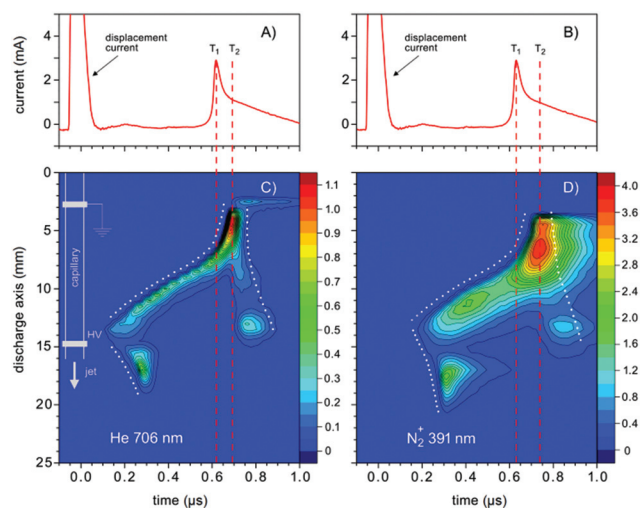 A)
B)
displacement
current
T1
T2
displacement
current
T1
T2
current (mA)
4
2
0
4
2
0
C)
D)
discharge axis (mm)
0
5
10
15
20
25
capillary
HV
jet
He 706 nm
N2+ 391 nm
1.1
1.0
0.9
0.8
0.7
0.6
0.5
0.4
0.3
0.2
0.1
0
4.0
3.6
3.2
2.8
2.4
2.0
1.6
1.2
0.8
0.4
0
0.0 0.2 0.4 0.6 0.8 1.0
0.0 0.2 0.4 0.6 0.8 1.0
time (µs)
time (µs)